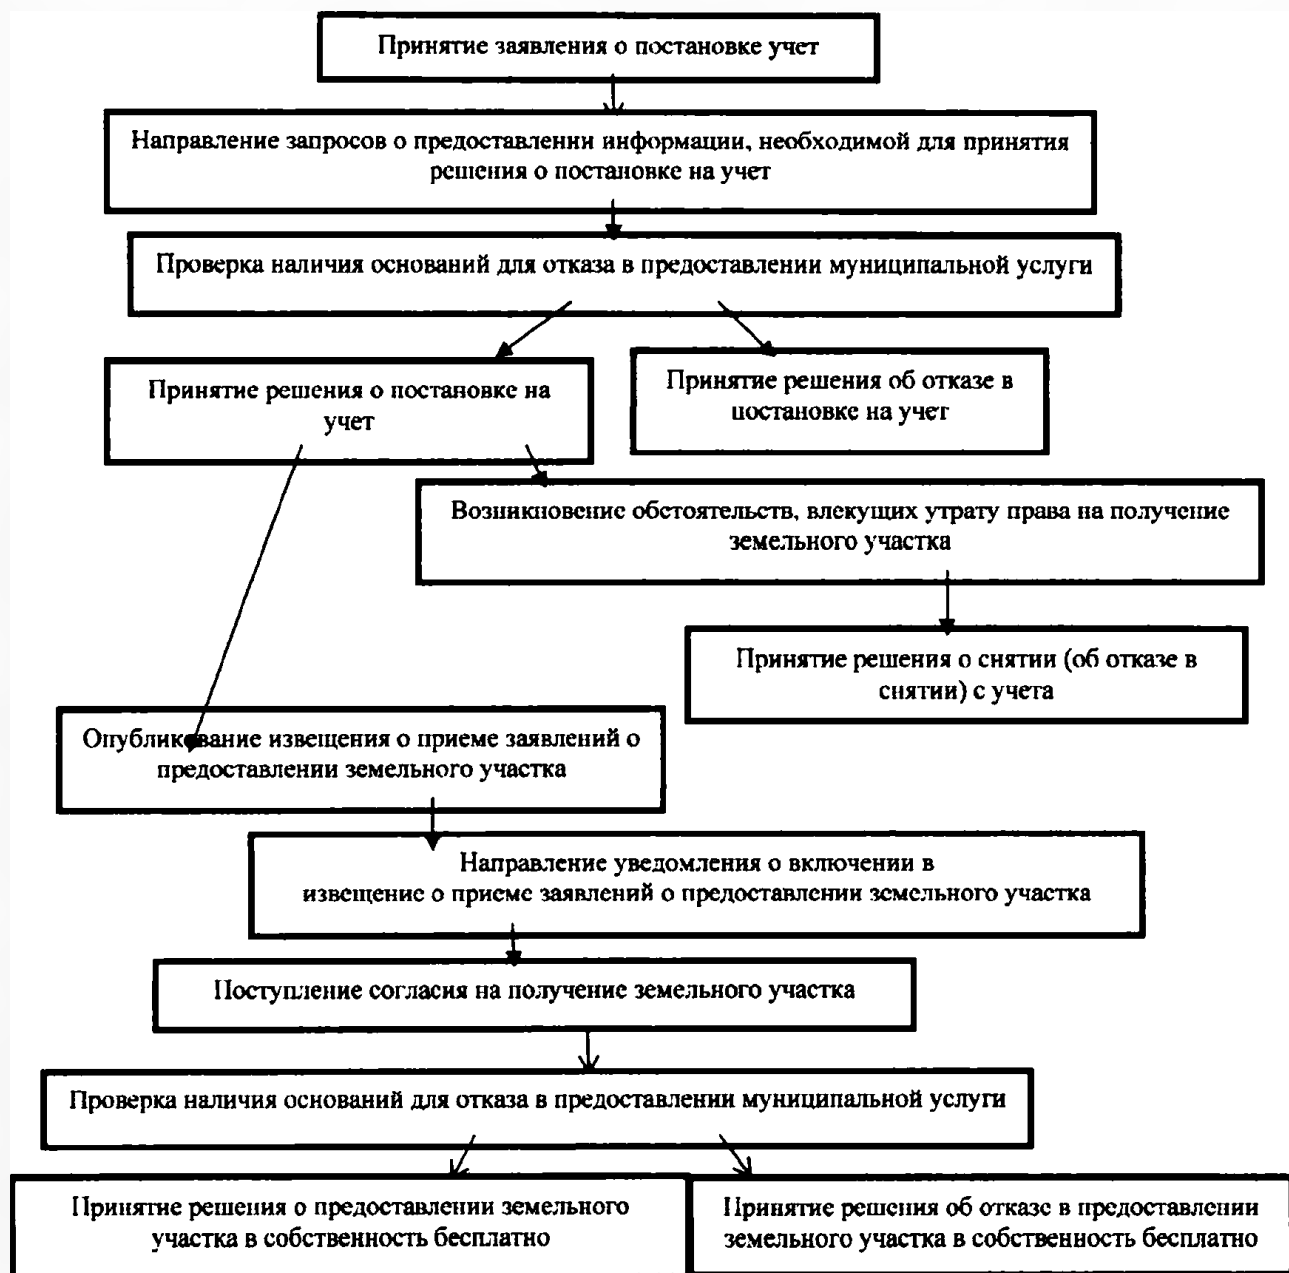 Принятие заявления о постановке учет
Направление запросов о предоставлении информации, необходимой для принятия
решения о постановке на учет
Проверка наличия оснований для отказа в предоставлении муниципальной услуги
Принятие решения о постановке на
учет
Принятие решения об отказе в
постановке на учет
Возникновение обстоятельств, влекущих утрату права на получение
земельного участка
Принятие решения о снятии (об отказе в
снятии) с учета
Опубликование извещения о приеме заявлений о
предоставлении земельного участка
Направление уведомления о включении в
извещение о приеме заявлений о предоставлении земельного участка
Поступление согласия на получение земельного участка
Проверка наличия оснований для отказа в предоставлении муниципальной услуги
Принятие решения о предоставлении земельного
участка в собственность бесплатно
Принятие решения об отказе в предоставлении
земельного участка в собственность бесплатно